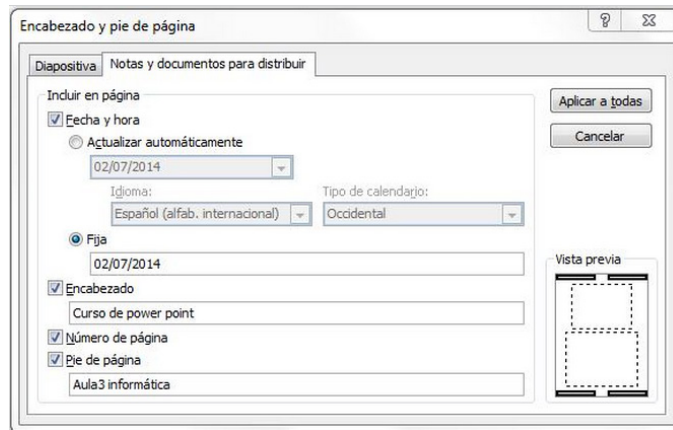 Encabezado y pie de página
Diapositiva
Notas y documentos para distribuir
Incluir en página
Fecha y hora
Actualizar automáticamente
02/07/2014
Idioma:
Tipo de calendario:
Español (alfab. internacional)
Occidental
Fija
02/07/2014
Encabezado
Curso de power point
Número de página
Pie de página
Aula3 informática
Aplicar a todas
Cancelar
Vista previa